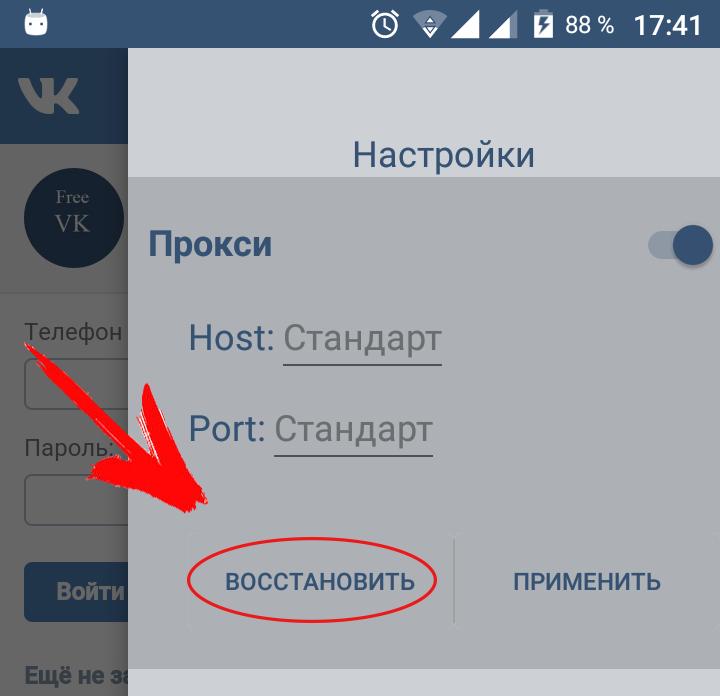 88 % 17:41
Настройки
Free
VK
Прокси
Телефон
Host: Стандарт
Port: Стандарт
Пароль:
ВОССТАНОВИТЬ
ПРИМЕНИТЬ
Войти
Ещё не за